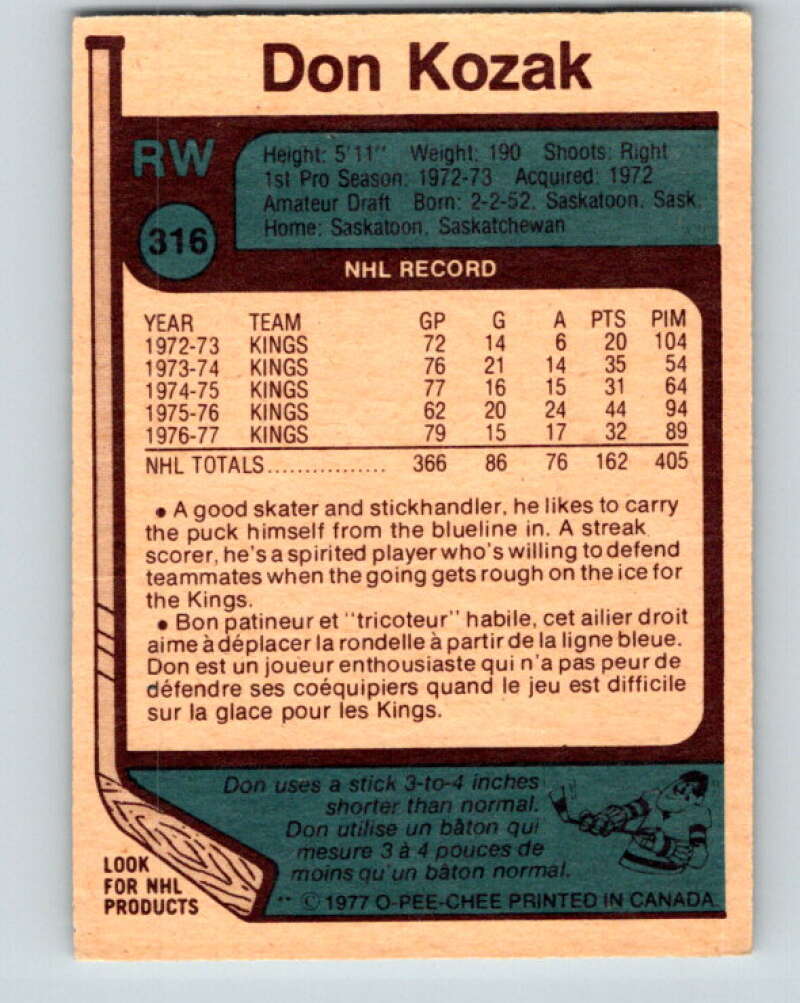 Don Kozak
RW
316
Height: 5'11" Weight: 190 Shoots: Right
1st Pro Season: 1972-73 Acquired: 1972
Amateur Draft Born: 2-2-52, Saskatoon, Sask.
Home: Saskatoon, Saskatchewan
NHL RECORD
YEAR TEAM GP G A PTS PIM
1972-73 KINGS 72 14 6 20 104
1973-74 KINGS 76 21 14 35 54
1974-75 KINGS 77 16 15 31 64
1975-76 KINGS 62 20 24 44 94
1976-77 KINGS 79 15 17 32 89
NHL TOTALS................ 366 86 76 162 405
• A good skater and stickhandler, he likes to carry
the puck himself from the blueline in. A streak
scorer, he's a spirited player who's willing to defend
teammates when the going gets rough on the ice for
the Kings.
• Bon patineur et "tricoteur" habile, cet ailier droit
aime à déplacer la rondelle à partir de la ligne bleue.
Don est un joueur enthousiaste qui n'a pas peur de
défendre ses coéquipiers quand le jeu est difficile
sur la glace pour les Kings.
Don uses a stick 3-to-4 inches
shorter than normal.
Don utilise un bâton qui
mesure 3 à 4 pouces de
moins qu'un bâton normal.
LOOK
FOR NHL
PRODUCTS
** © 1977 O-PEE-CHEE PRINTED IN CANADA